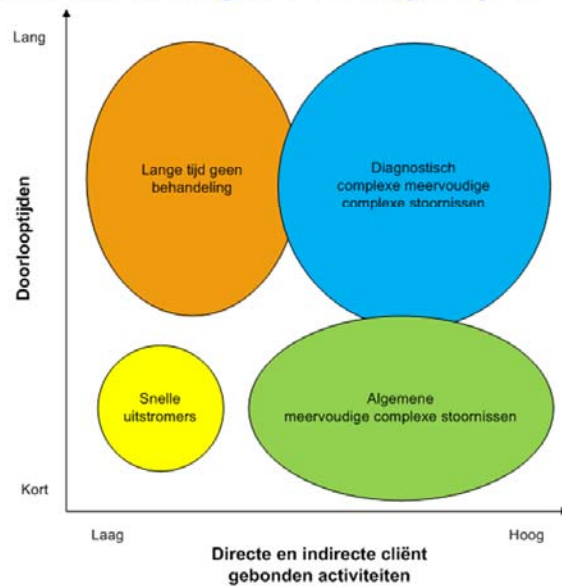 Lang
Lange tijd geen
behandeling
Diagnostisch
complexe meervoudige
complexe stoornissen
Doorlooptijden
Snelle
uitstromers
Algemene
meervoudige complexe stoornissen
Kort
Laag
Hoog
Directe en indirecte cliënt
gebonden activiteiten